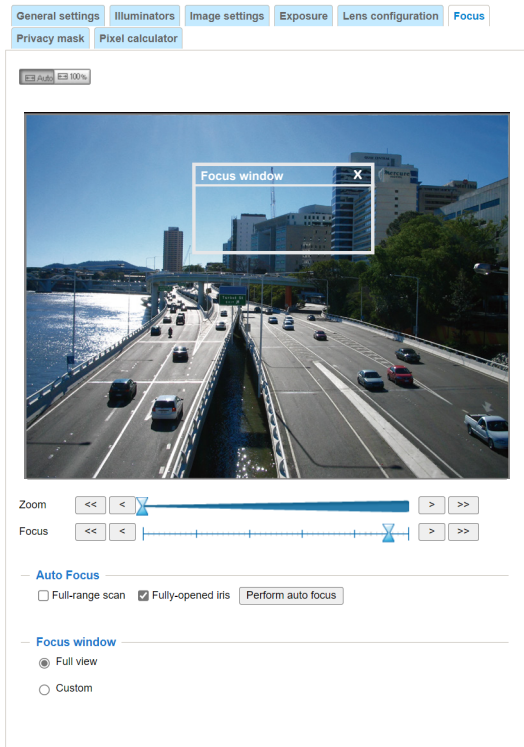 General settings Illuminators Image settings Exposure Lens configuration Focus
Privacy mask Pixel calculator
Auto 100%
Focus window X
Zoom << < > >>
Focus << < > >>
Auto Focus
Full-range scan Fully-opened iris Perform auto focus
Focus window
Full view
Custom